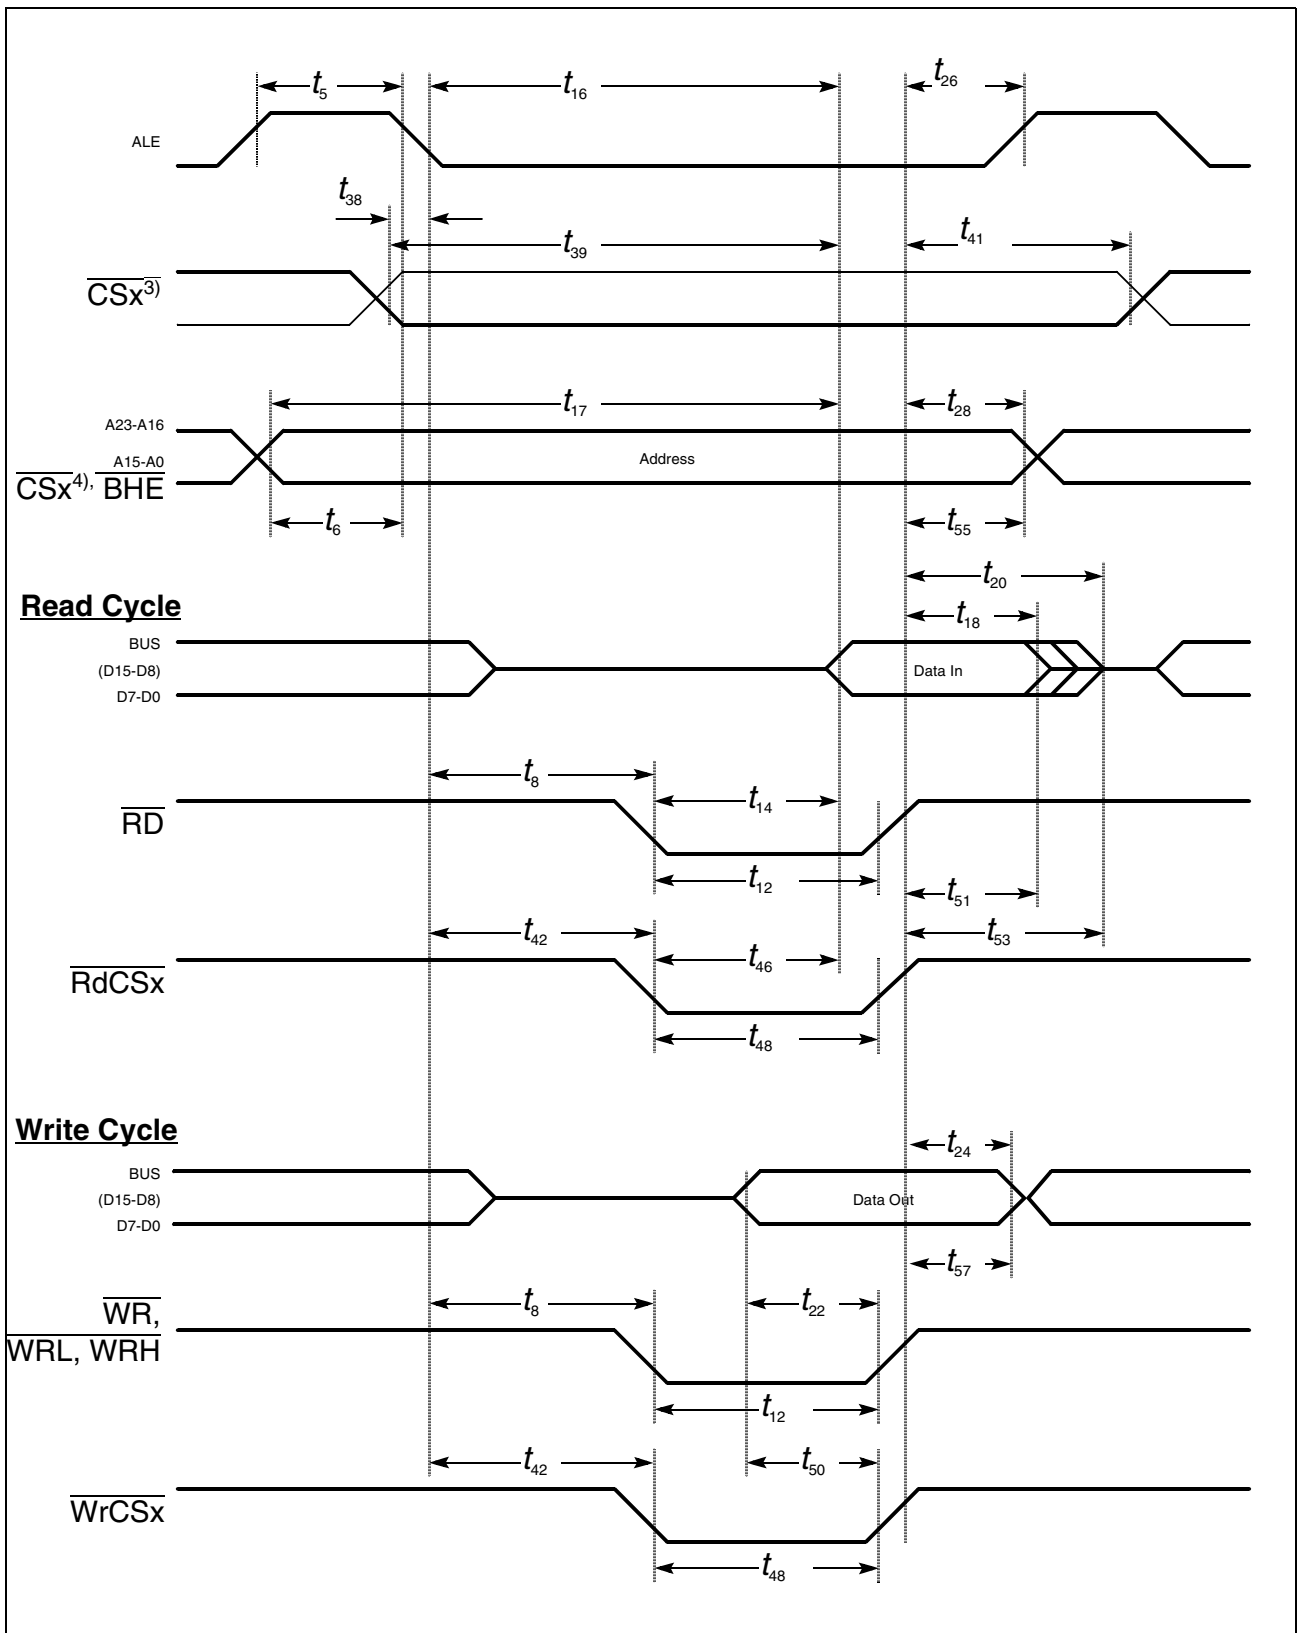 t5 t16 t26
ALE
t38
t39 t41
CSx3)
t17 t28
A23-A16
A15-A0
Address
CSx4), BHE
t6 t55
t20
Read Cycle
t18
BUS
(D15-D8)
Data In
D7-D0
t8
t14
RD
t12 t51
t42 t53
t46
RdCSx
t48
Write Cycle
t24
BUS
(D15-D8)
Data Out
D7-D0
t57
t8 t22
WR,
WRL, WRH
t12
t42 t50
WrCSx
t48